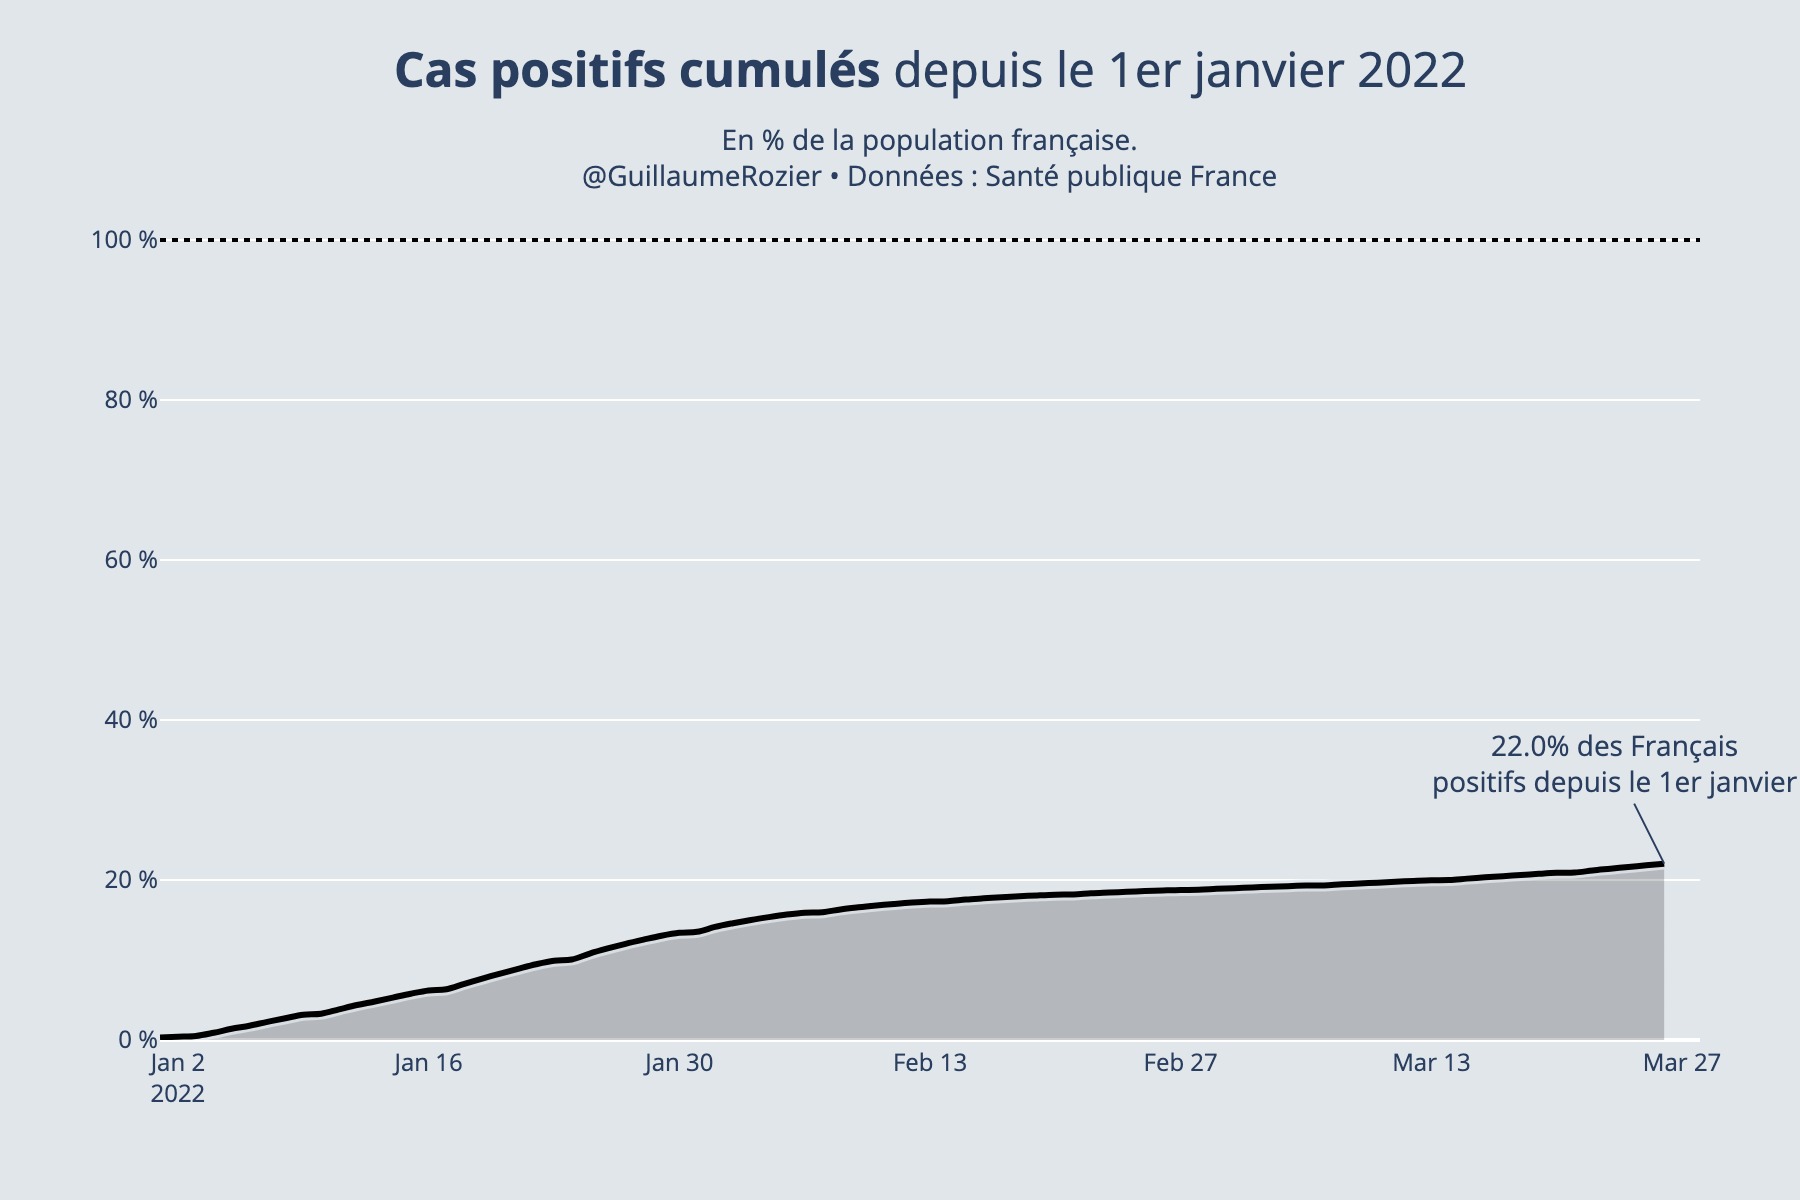 Cas positifs cumulés depuis le 1er janvier 2022
En % de la population française.
@GuillaumeRozier • Données : Santé publique France
100 %
80 %
60 %
40 %
22.0% des Français
positifs depuis le 1er janvier
20 %
0 %
Jan 2 Jan 16 Jan 30 Feb 13 Feb 27 Mar 13 Mar 27
2022